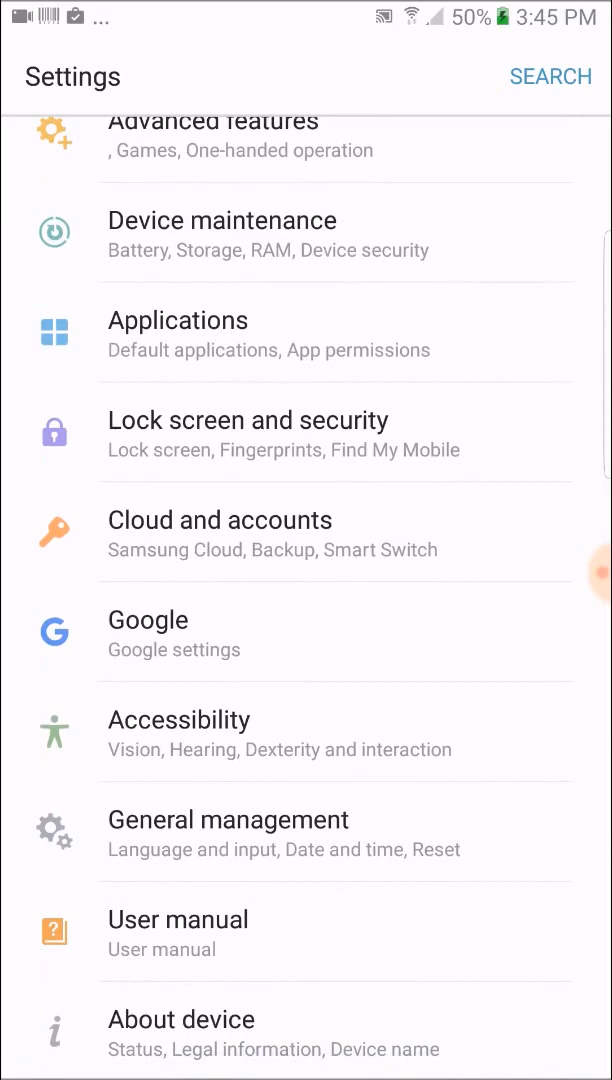 ... 50% 3:45 PM
Settings SEARCH
Advanced features
, Games, One-handed operation
Device maintenance
Battery, Storage, RAM, Device security
Applications
Default applications, App permissions
Lock screen and security
Lock screen, Fingerprints, Find My Mobile
Cloud and accounts
Samsung Cloud, Backup, Smart Switch
Google
Google settings
Accessibility
Vision, Hearing, Dexterity and interaction
General management
Language and input, Date and time, Reset
User manual
User manual
About device
Status, Legal information, Device name